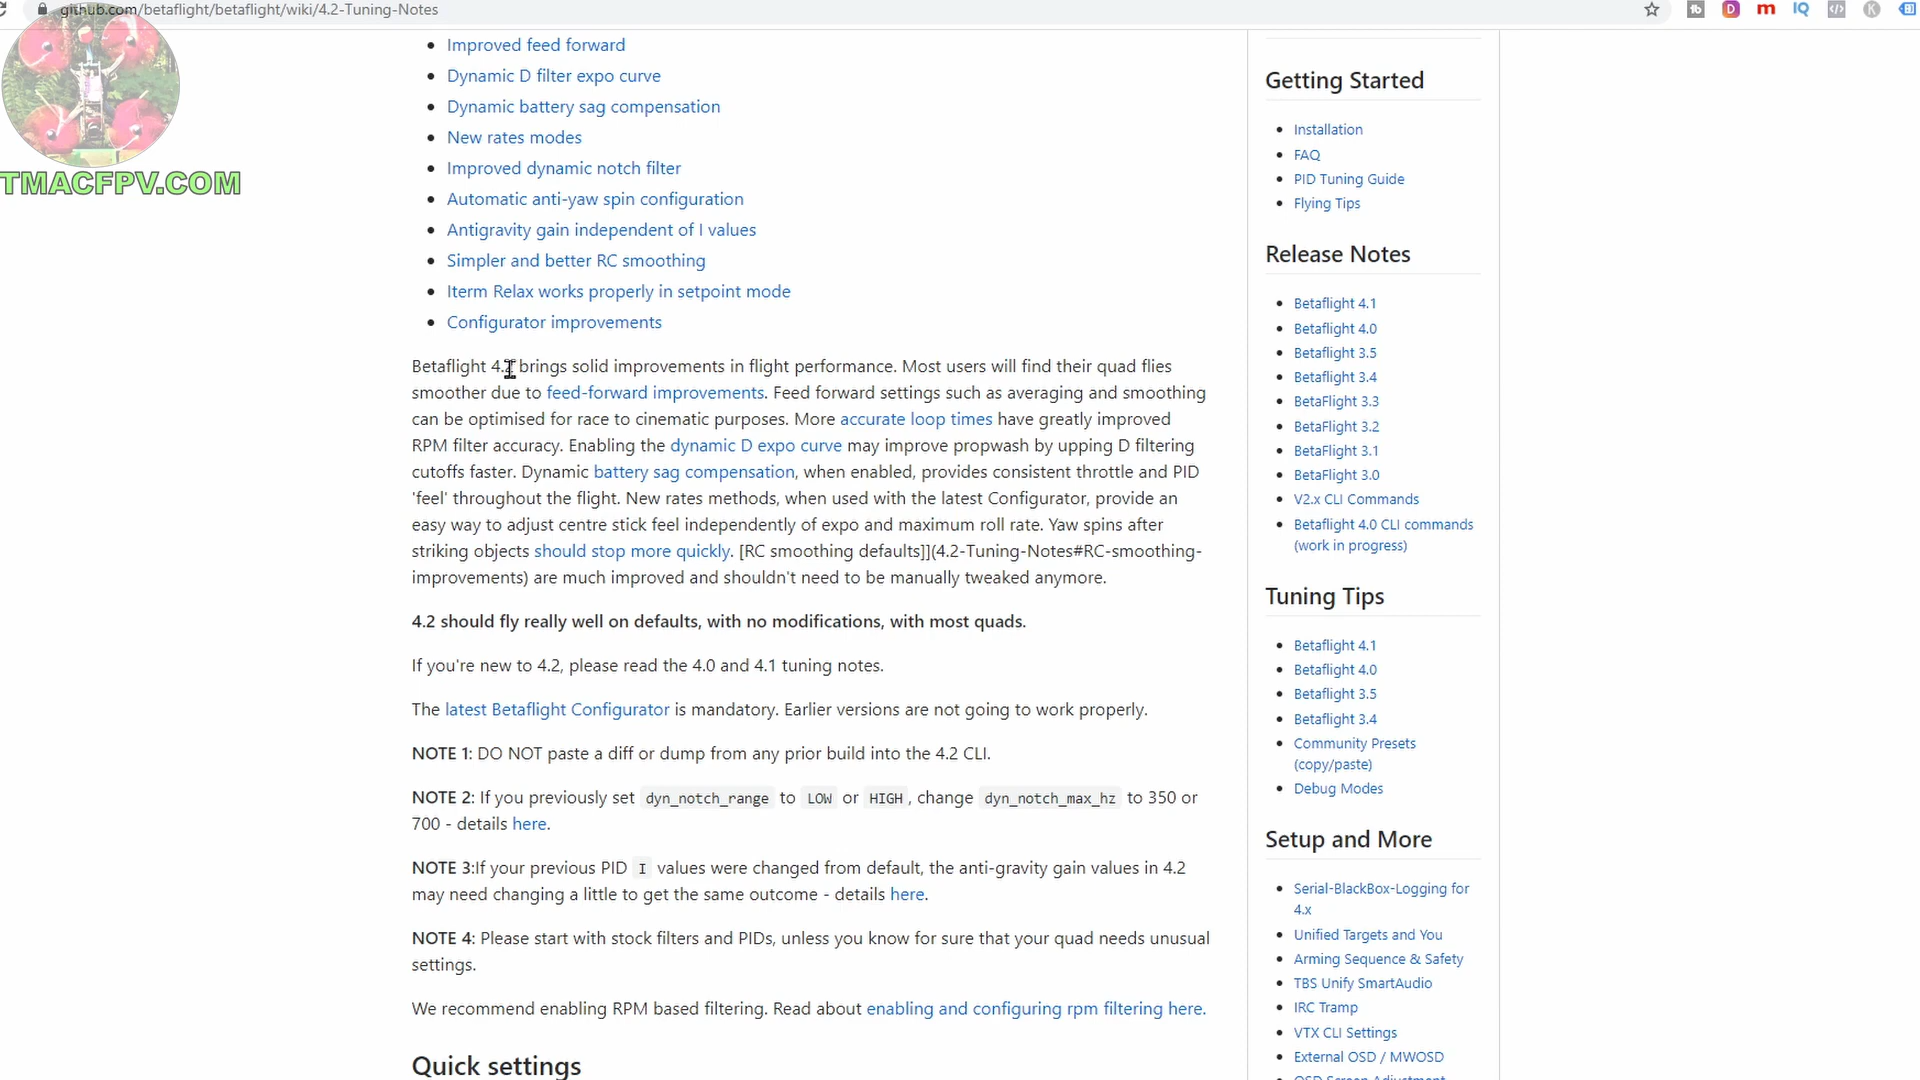 github.com/betaflight/betaflight/wiki/4.2-Tuning-Notes
TMACFPV.COM
Improved feed forward
Dynamic D filter expo curve
Dynamic battery sag compensation
New rates modes
Improved dynamic notch filter
Automatic anti-yaw spin configuration
Antigravity gain independent of I values
Simpler and better RC smoothing
Iterm Relax works properly in setpoint mode
Configurator improvements
Betaflight 4.2 brings solid improvements in flight performance. Most users will find their quad flies
smoother due to feed-forward improvements. Feed forward settings such as averaging and smoothing
can be optimised for race to cinematic purposes. More accurate loop times have greatly improved
RPM filter accuracy. Enabling the dynamic D expo curve may improve propwash by upping D filtering
cutoffs faster. Dynamic battery sag compensation, when enabled, provides consistent throttle and PID
'feel' throughout the flight. New rates methods, when used with the latest Configurator, provide an
easy way to adjust centre stick feel independently of expo and maximum roll rate. Yaw spins after
striking objects should stop more quickly. [RC smoothing defaults]](4.2-Tuning-Notes#RC-smoothing-
improvements) are much improved and shouldn't need to be manually tweaked anymore.
4.2 should fly really well on defaults, with no modifications, with most quads.
If you're new to 4.2, please read the 4.0 and 4.1 tuning notes.
The latest Betaflight Configurator is mandatory. Earlier versions are not going to work properly.
NOTE 1: DO NOT paste a diff or dump from any prior build into the 4.2 CLI.
NOTE 2: If you previously set dyn_notch_range to LOW or HIGH, change dyn_notch_max_hz to 350 or
700 - details here.
NOTE 3:If your previous PID I values were changed from default, the anti-gravity gain values in 4.2
may need changing a little to get the same outcome - details here.
NOTE 4: Please start with stock filters and PIDs, unless you know for sure that your quad needs unusual
settings.
We recommend enabling RPM based filtering. Read about enabling and configuring rpm filtering here.
Quick settings
Getting Started
Installation
FAQ
PID Tuning Guide
Flying Tips
Release Notes
Betaflight 4.1
Betaflight 4.0
Betaflight 3.5
Betaflight 3.4
BetaFlight 3.3
BetaFlight 3.2
BetaFlight 3.1
BetaFlight 3.0
V2.x CLI Commands
Betaflight 4.0 CLI commands
(work in progress)
Tuning Tips
Betaflight 4.1
Betaflight 4.0
Betaflight 3.5
Betaflight 3.4
Community Presets
(copy/paste)
Debug Modes
Setup and More
Serial-BlackBox-Logging for
4.x
Unified Targets and You
Arming Sequence & Safety
TBS Unify SmartAudio
IRC Tramp
VTX CLI Settings
External OSD / MWOSD
OSD Screen Adjustment